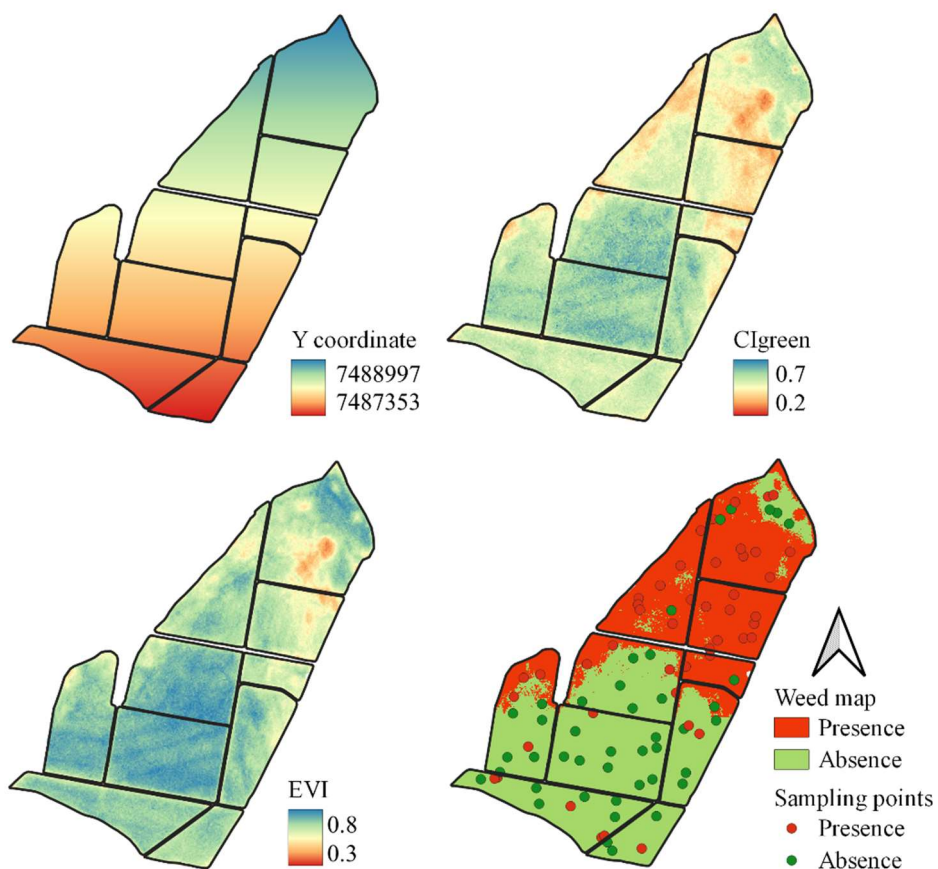 Y coordinate
7488997
7487353
CIgreen
0.7
0.2
EVI
0.8
0.3
Weed map
Presence
Absence
Sampling points
Presence
Absence